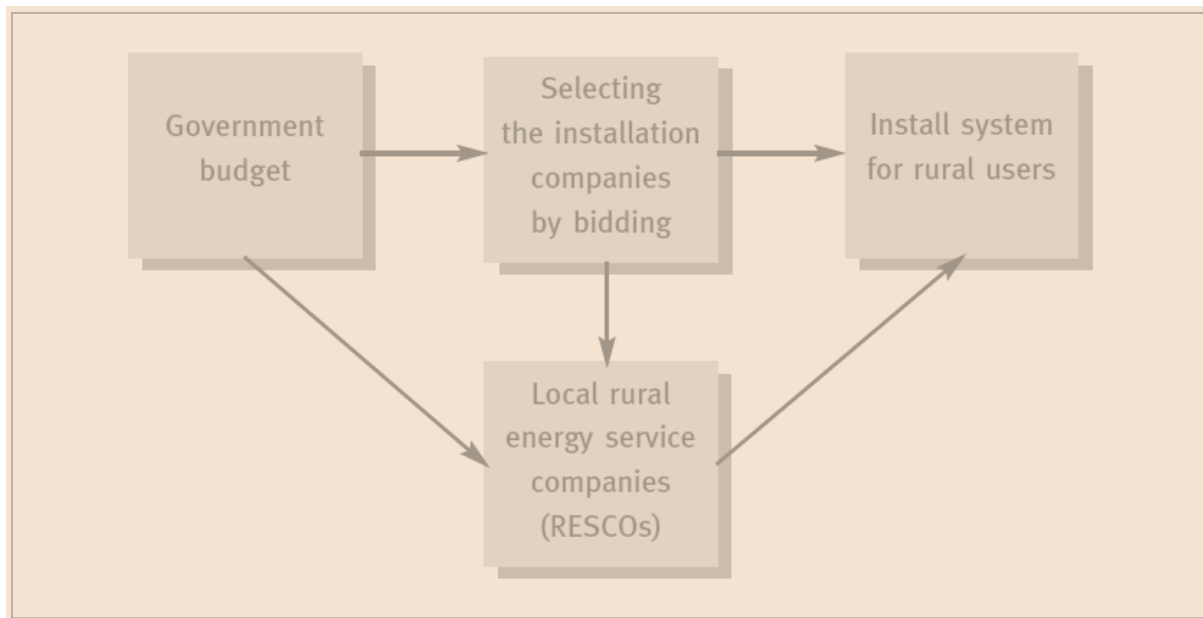 Government
budget
Selecting
the installation
companies
by bidding
Install system
for rural users
Local rural
energy service
companies
(RESCOs)